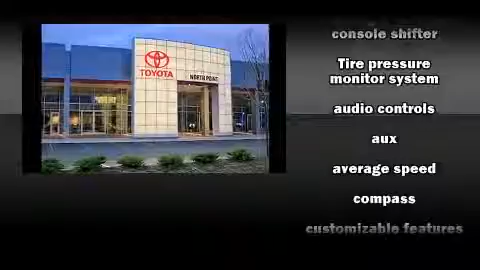 TOYOTA
NORTH POINT
console shifter
Tire pressure
monitor system
audio controls
aux
average speed
compass
customizable features